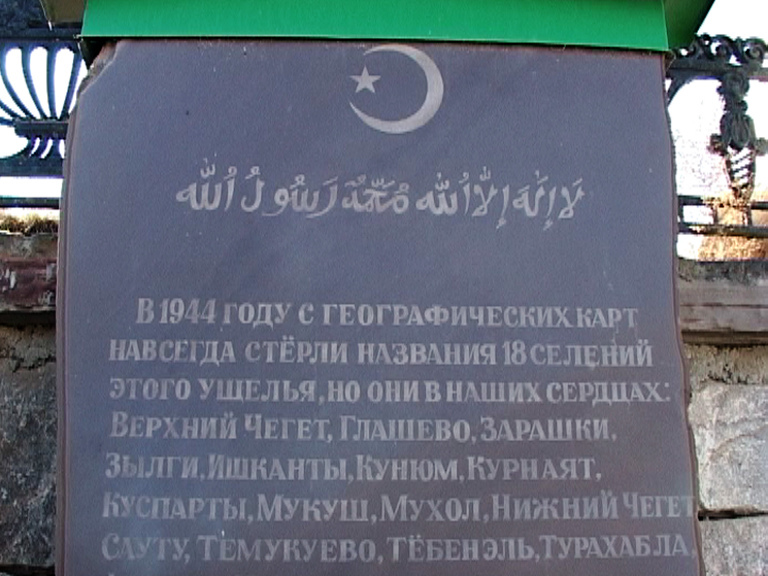 لا إله إلا الله محمد رسول الله
В 1944 ГОДУ С ГЕОГРАФИЧЕСКИХ КАРТ
НАВСЕГДА СТЁРЛИ НАЗВАНИЯ 18 СЕЛЕНИЙ
ЭТОГО УЩЕЛЬЯ, НО ОНИ В НАШИХ СЕРДЦАХ:
ВЕРХНИЙ ЧЕГЕТ, ГЛАШЕВО, ЗАРАШКИ,
ЗЫЛГИ, ИШКАНТЫ, КУНЮМ, КУРНАЯТ,
КУСПАРТЫ, МУКУШ, МУХОЛ, НИЖНИЙ ЧЕГЕТ
САУТУ, ТЕМУКУЕВО, ТЁБЕНЭЛЬ, ТУРАХАБЛА,